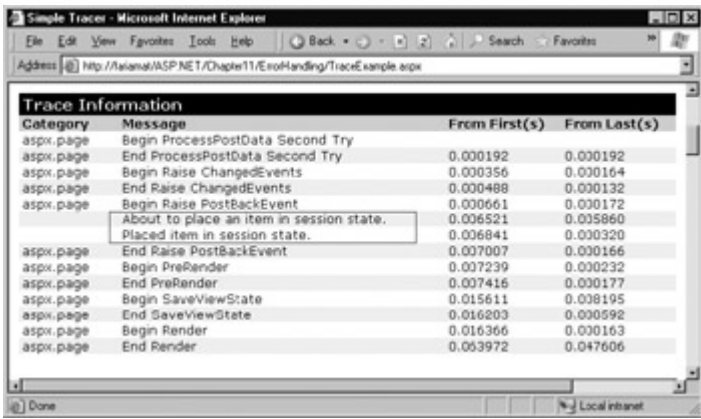 Simple Tracer - Microsoft Internet Explorer
File Edit View Favorites Tools Help Back Search Favorites »
Address http://fariamat/ASP.NET/Chapter11/ErrorHandling/TraceExample.aspx
Trace Information
Category Message From First(s) From Last(s)
aspx.page Begin ProcessPostData Second Try
aspx.page End ProcessPostData Second Try 0.000192 0.000192
aspx.page Begin Raise ChangedEvents 0.000356 0.000164
aspx.page End Raise ChangedEvents 0.000488 0.000132
aspx.page Begin Raise PostBackEvent 0.000661 0.000172
About to place an item in session state. 0.006521 0.005860
Placed item in session state. 0.006841 0.000320
aspx.page End Raise PostBackEvent 0.007007 0.000166
aspx.page Begin PreRender 0.007239 0.000232
aspx.page End PreRender 0.007416 0.000177
aspx.page Begin SaveViewState 0.015611 0.008195
aspx.page End SaveViewState 0.016203 0.000592
aspx.page Begin Render 0.016366 0.000163
aspx.page End Render 0.063972 0.047606
Done Local intranet